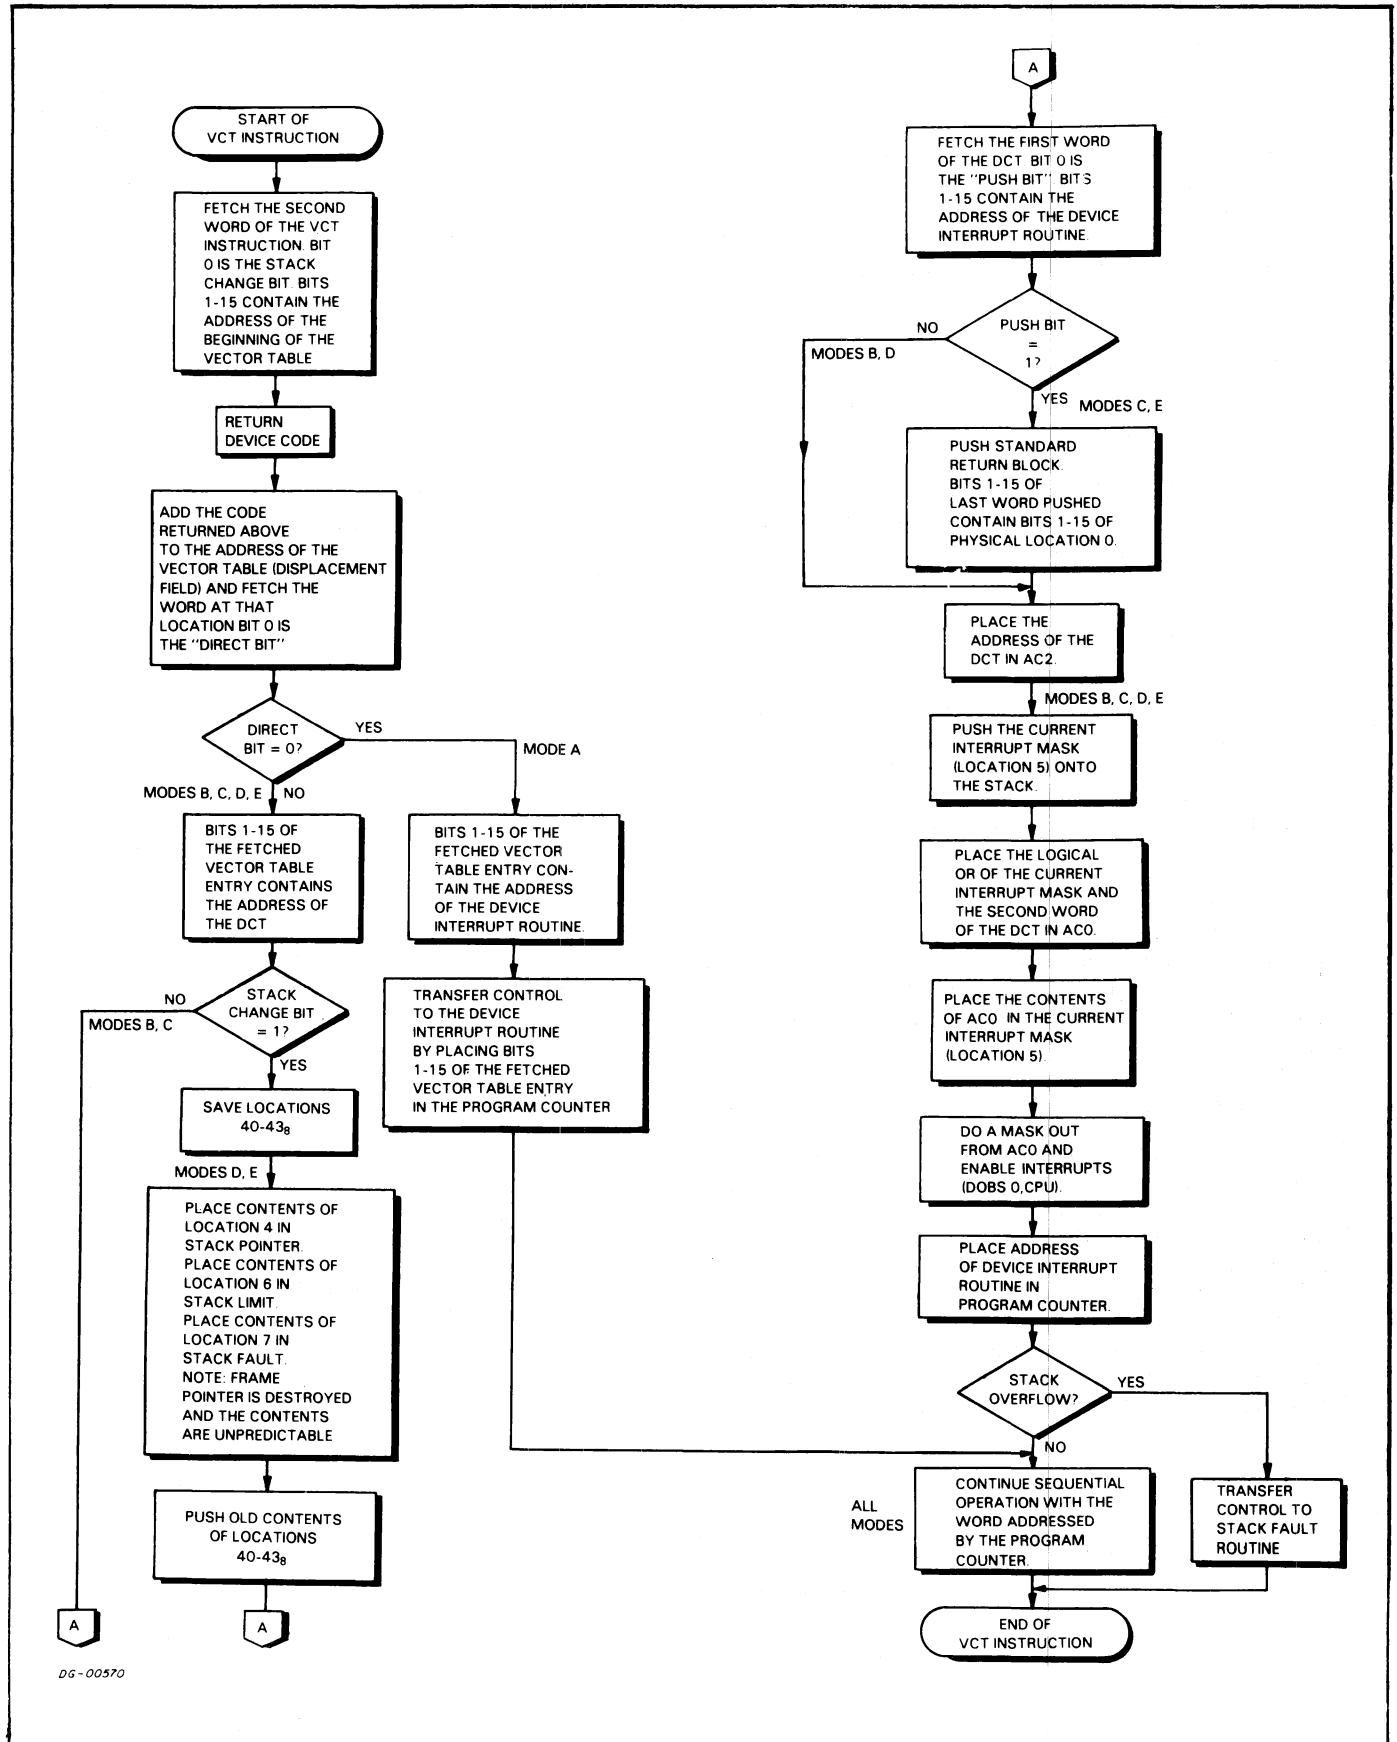 START OF
VCT INSTRUCTION
FETCH THE SECOND
WORD OF THE VCT
INSTRUCTION. BIT
0 IS THE STACK
CHANGE BIT. BITS
1-15 CONTAIN THE
ADDRESS OF THE
BEGINNING OF THE
VECTOR TABLE
RETURN
DEVICE CODE
ADD THE CODE
RETURNED ABOVE
TO THE ADDRESS OF THE
VECTOR TABLE (DISPLACEMENT
FIELD) AND FETCH THE
WORD AT THAT
LOCATION BIT 0 IS
THE "DIRECT BIT"
DIRECT
BIT = 0?
YES
MODE A
MODES B, C, D, E
NO
BITS 1-15 OF
THE FETCHED
VECTOR TABLE
ENTRY CONTAINS
THE ADDRESS OF
THE DCT
BITS 1-15 OF THE
FETCHED VECTOR
TABLE ENTRY CON-
TAIN THE ADDRESS
OF THE DEVICE
INTERRUPT ROUTINE.
STACK
CHANGE BIT
= 1?
NO
MODES B, C
YES
TRANSFER CONTROL
TO THE DEVICE
INTERRUPT ROUTINE
BY PLACING BITS
1-15 OF THE FETCHED
VECTOR TABLE ENTRY
IN THE PROGRAM COUNTER
SAVE LOCATIONS
40-43₈
MODES D, E
PLACE CONTENTS OF
LOCATION 4 IN
STACK POINTER.
PLACE CONTENTS OF
LOCATION 6 IN
STACK LIMIT.
PLACE CONTENTS OF
LOCATION 7 IN
STACK FAULT.
NOTE: FRAME
POINTER IS DESTROYED
AND THE CONTENTS
ARE UNPREDICTABLE
PUSH OLD CONTENTS
OF LOCATIONS
40-43₈
A
A
DG-00570
A
FETCH THE FIRST WORD
OF THE DCT BIT 0 IS
THE "PUSH BIT" BITS
1-15 CONTAIN THE
ADDRESS OF THE DEVICE
INTERRUPT ROUTINE.
PUSH BIT
=
1?
NO
MODES B, D
YES
MODES C, E
PUSH STANDARD
RETURN BLOCK.
BITS 1-15 OF
LAST WORD PUSHED
CONTAIN BITS 1-15 OF
PHYSICAL LOCATION 0.
PLACE THE
ADDRESS OF THE
DCT IN AC2.
MODES B, C, D, E
PUSH THE CURRENT
INTERRUPT MASK
(LOCATION 5) ONTO
THE STACK.
PLACE THE LOGICAL
OR OF THE CURRENT
INTERRUPT MASK AND
THE SECOND WORD
OF THE DCT IN AC0.
PLACE THE CONTENTS
OF AC0 IN THE CURRENT
INTERRUPT MASK
(LOCATION 5).
DO A MASK OUT
FROM AC0 AND
ENABLE INTERRUPTS
(DOBS 0,CPU).
PLACE ADDRESS
OF DEVICE INTERRUPT
ROUTINE IN
PROGRAM COUNTER.
STACK
OVERFLOW?
YES
NO
ALL
MODES
CONTINUE SEQUENTIAL
OPERATION WITH THE
WORD ADDRESSED
BY THE PROGRAM
COUNTER.
TRANSFER
CONTROL TO
STACK FAULT
ROUTINE
END OF
VCT INSTRUCTION